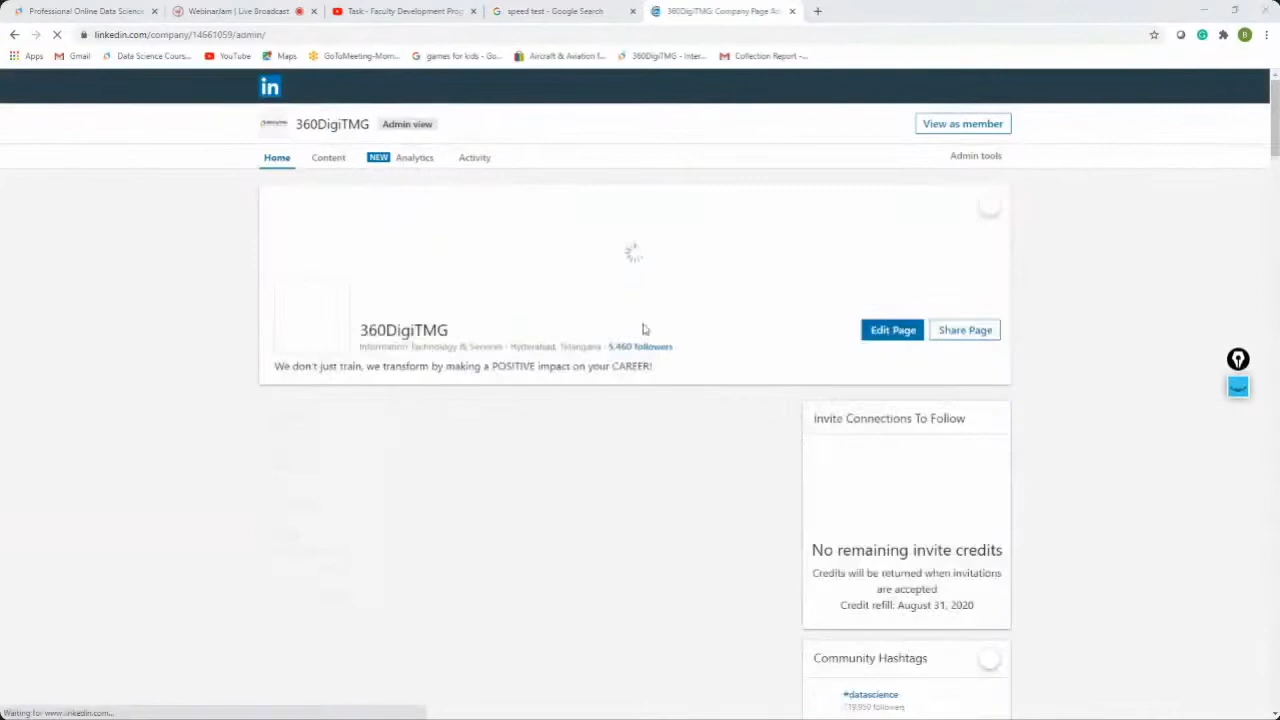 Professional Online Data Science
WebinarJam | Live Broadcast
Task - Faculty Development Prog
speed test - Google Search
360DigiTMG: Company Page Ad
linkedin.com/company/14661059/admin/
B
Apps
Gmail
Data Science Cours...
YouTube
Maps
GoToMeeting-Mom...
games for kids - Go...
Aircraft & Aviation f...
360DigiTMG - Inter...
Collection Report -...
in
360DigiTMG
Admin view
View as member
Home
Content
NEW Analytics
Activity
Admin tools
360DigiTMG
Information Technology & Services · Hyderabad, Telangana · 5,460 followers
We don't just train, we transform by making a POSITIVE impact on your CAREER!
Edit Page
Share Page
Invite Connections To Follow
No remaining invite credits
Credits will be returned when invitations
are accepted
Credit refill: August 31, 2020
Community Hashtags
#datascience
followers
Waiting for www.linkedin.com...